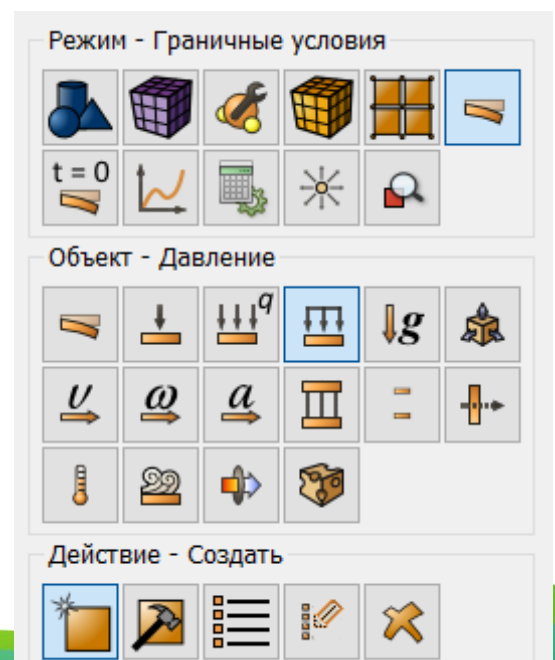 Режим - Граничные условия
t = 0
Объект - Давление
q
g
υ ω a
Действие - Создать